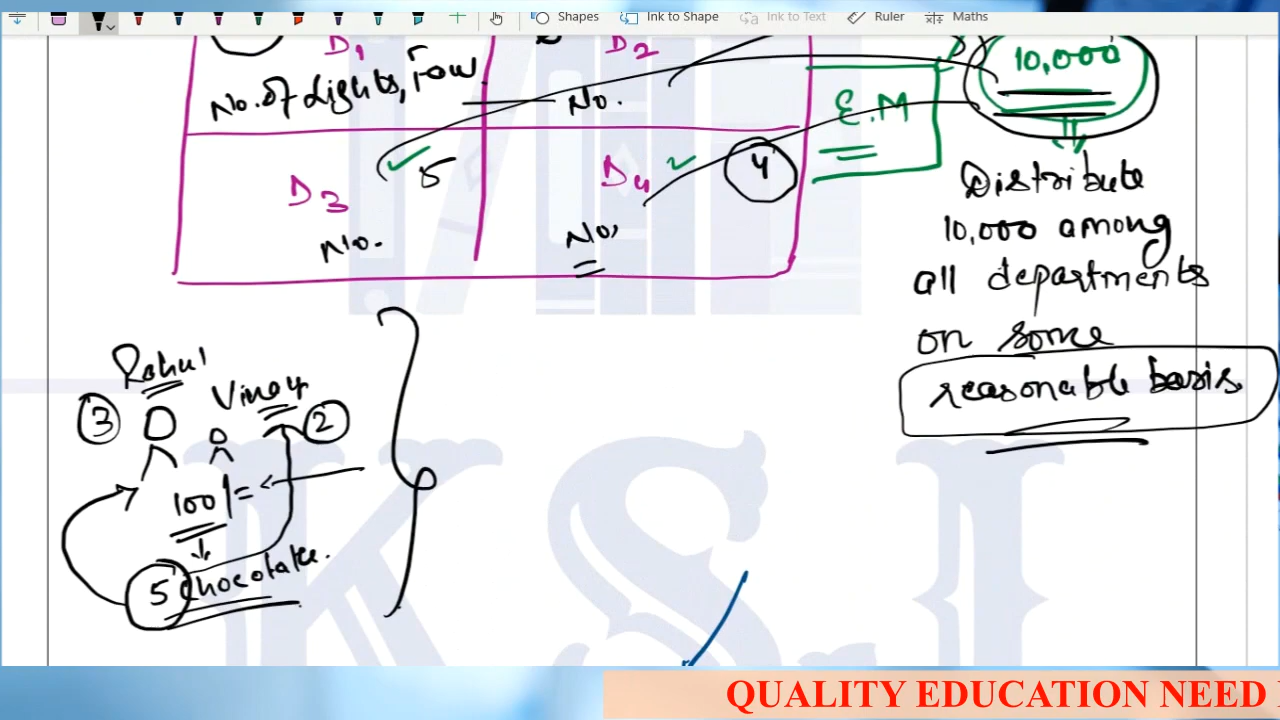 Shapes Ink to Shape Ink to Text Ruler Maths
D1 D2
No. of Lights, Fan
No.
10,000
E.M
5
4
D3 D4
No. No.
Distribute
10,000 among
all departments
on some
reasonable basis.
Rahul
Vinay
3 2
100/=
5 Chocolate.
K.S.I
QUALITY EDUCATION NEED